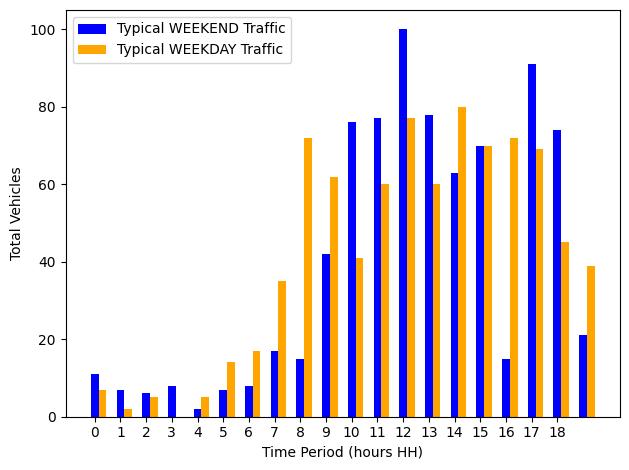 Typical WEEKEND Traffic
Typical WEEKDAY Traffic
100
80
60
40
20
0
Total Vehicles
0 1 2 3 4 5 6 7 8 9 10 11 12 13 14 15 16 17 18
Time Period (hours HH)